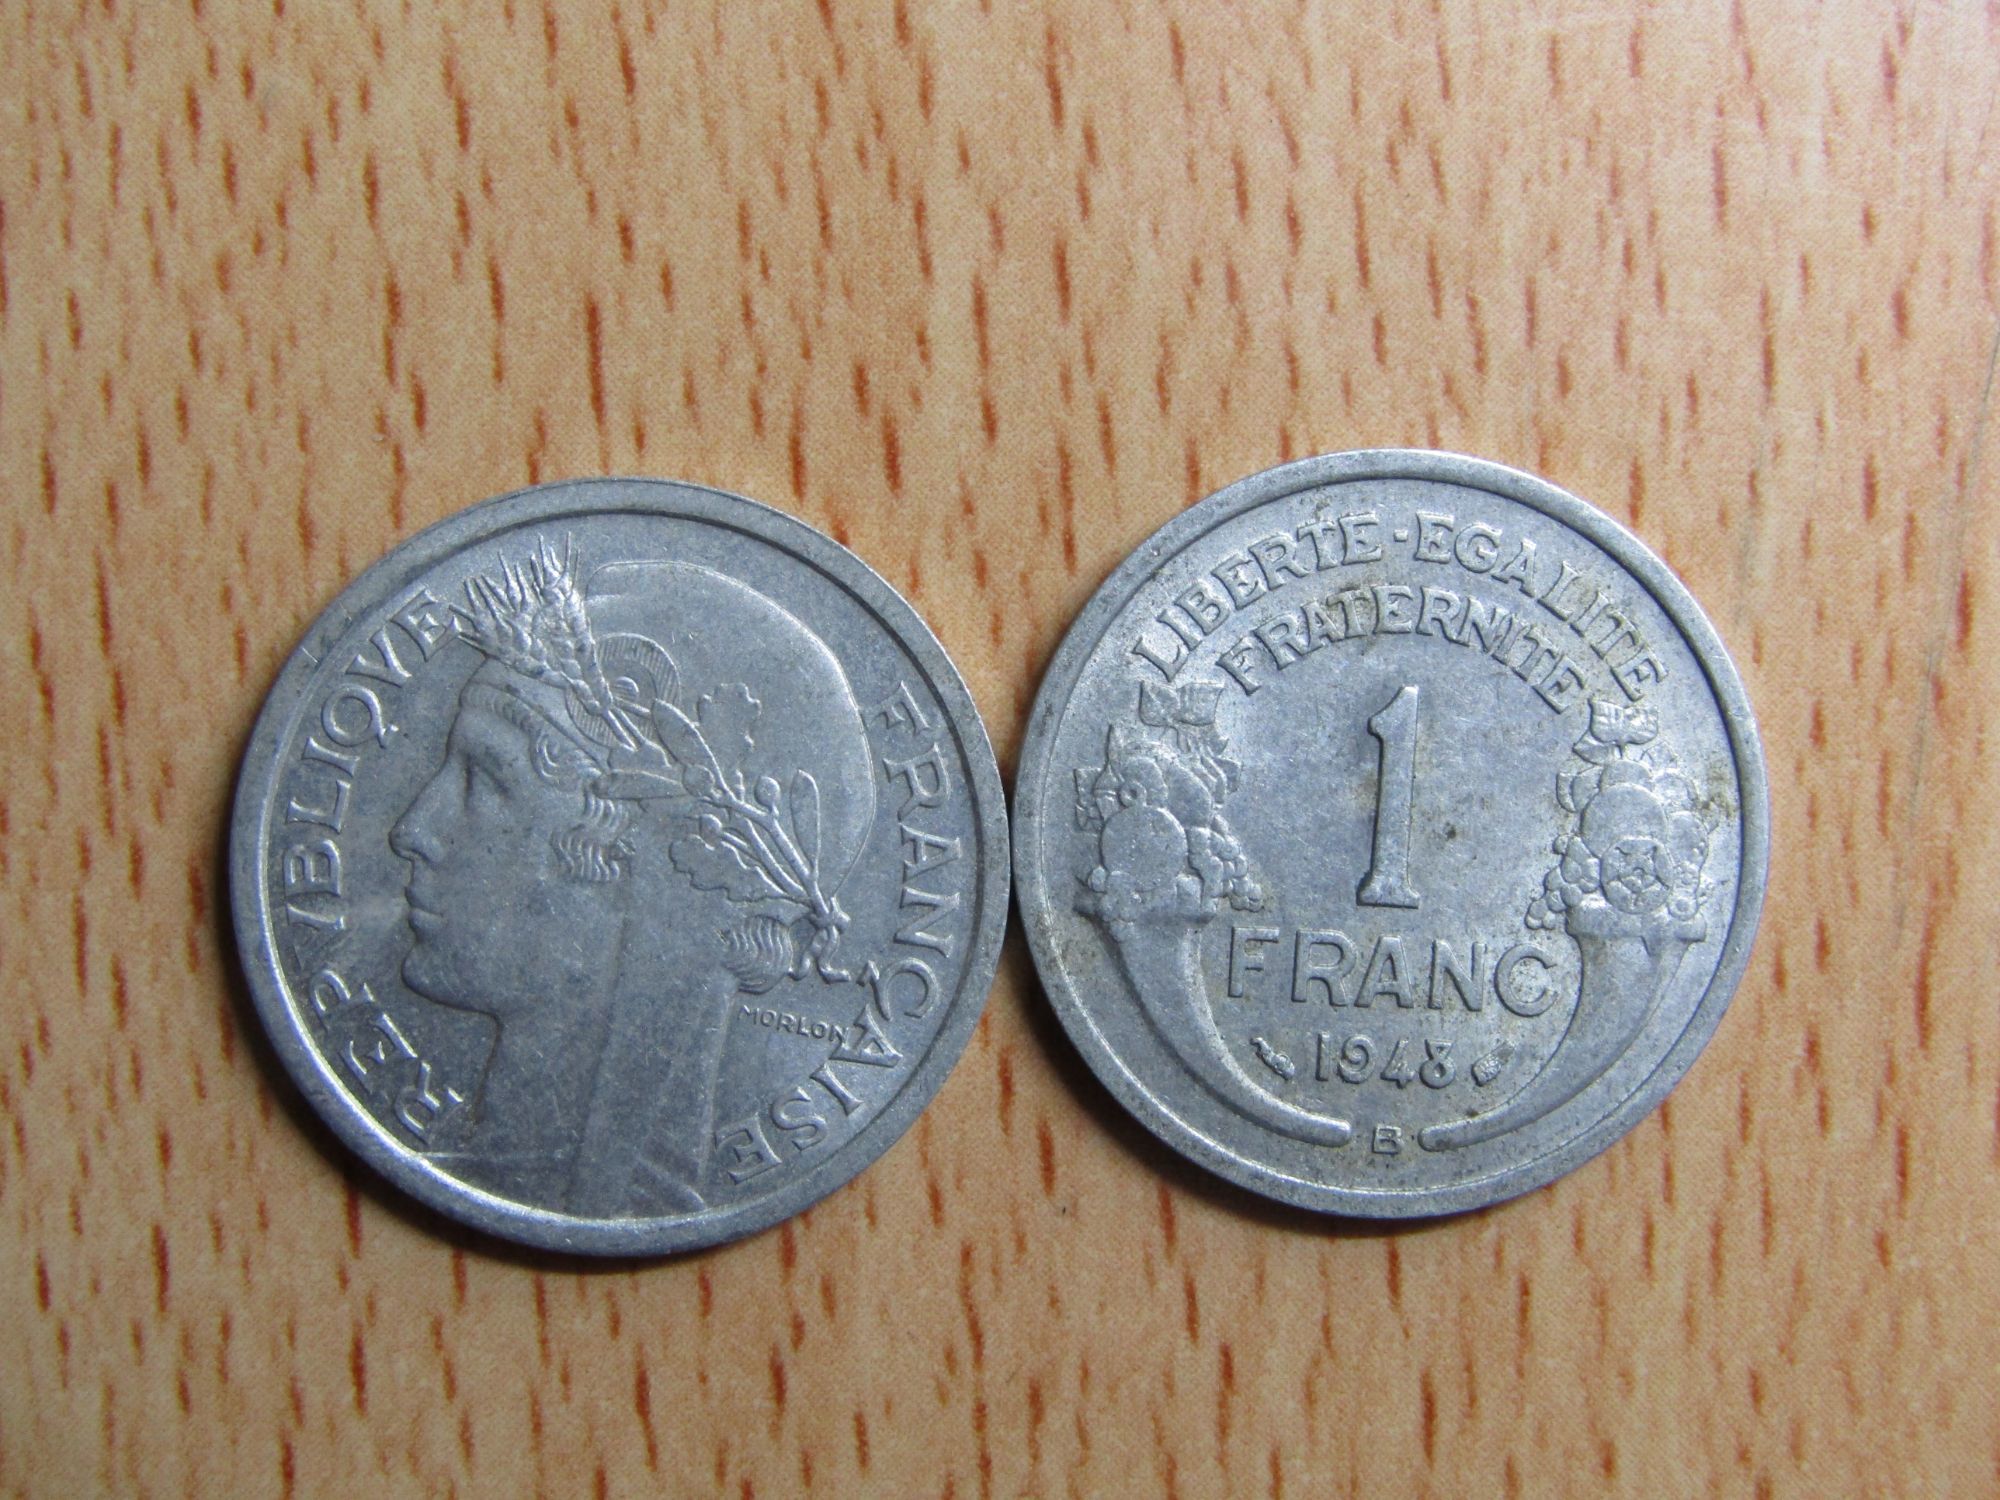 REPVBLIQVE FRANÇAISE
MORLON
LIBERTE·EGALITE
FRATERNITE
1
FRANC
1948
B